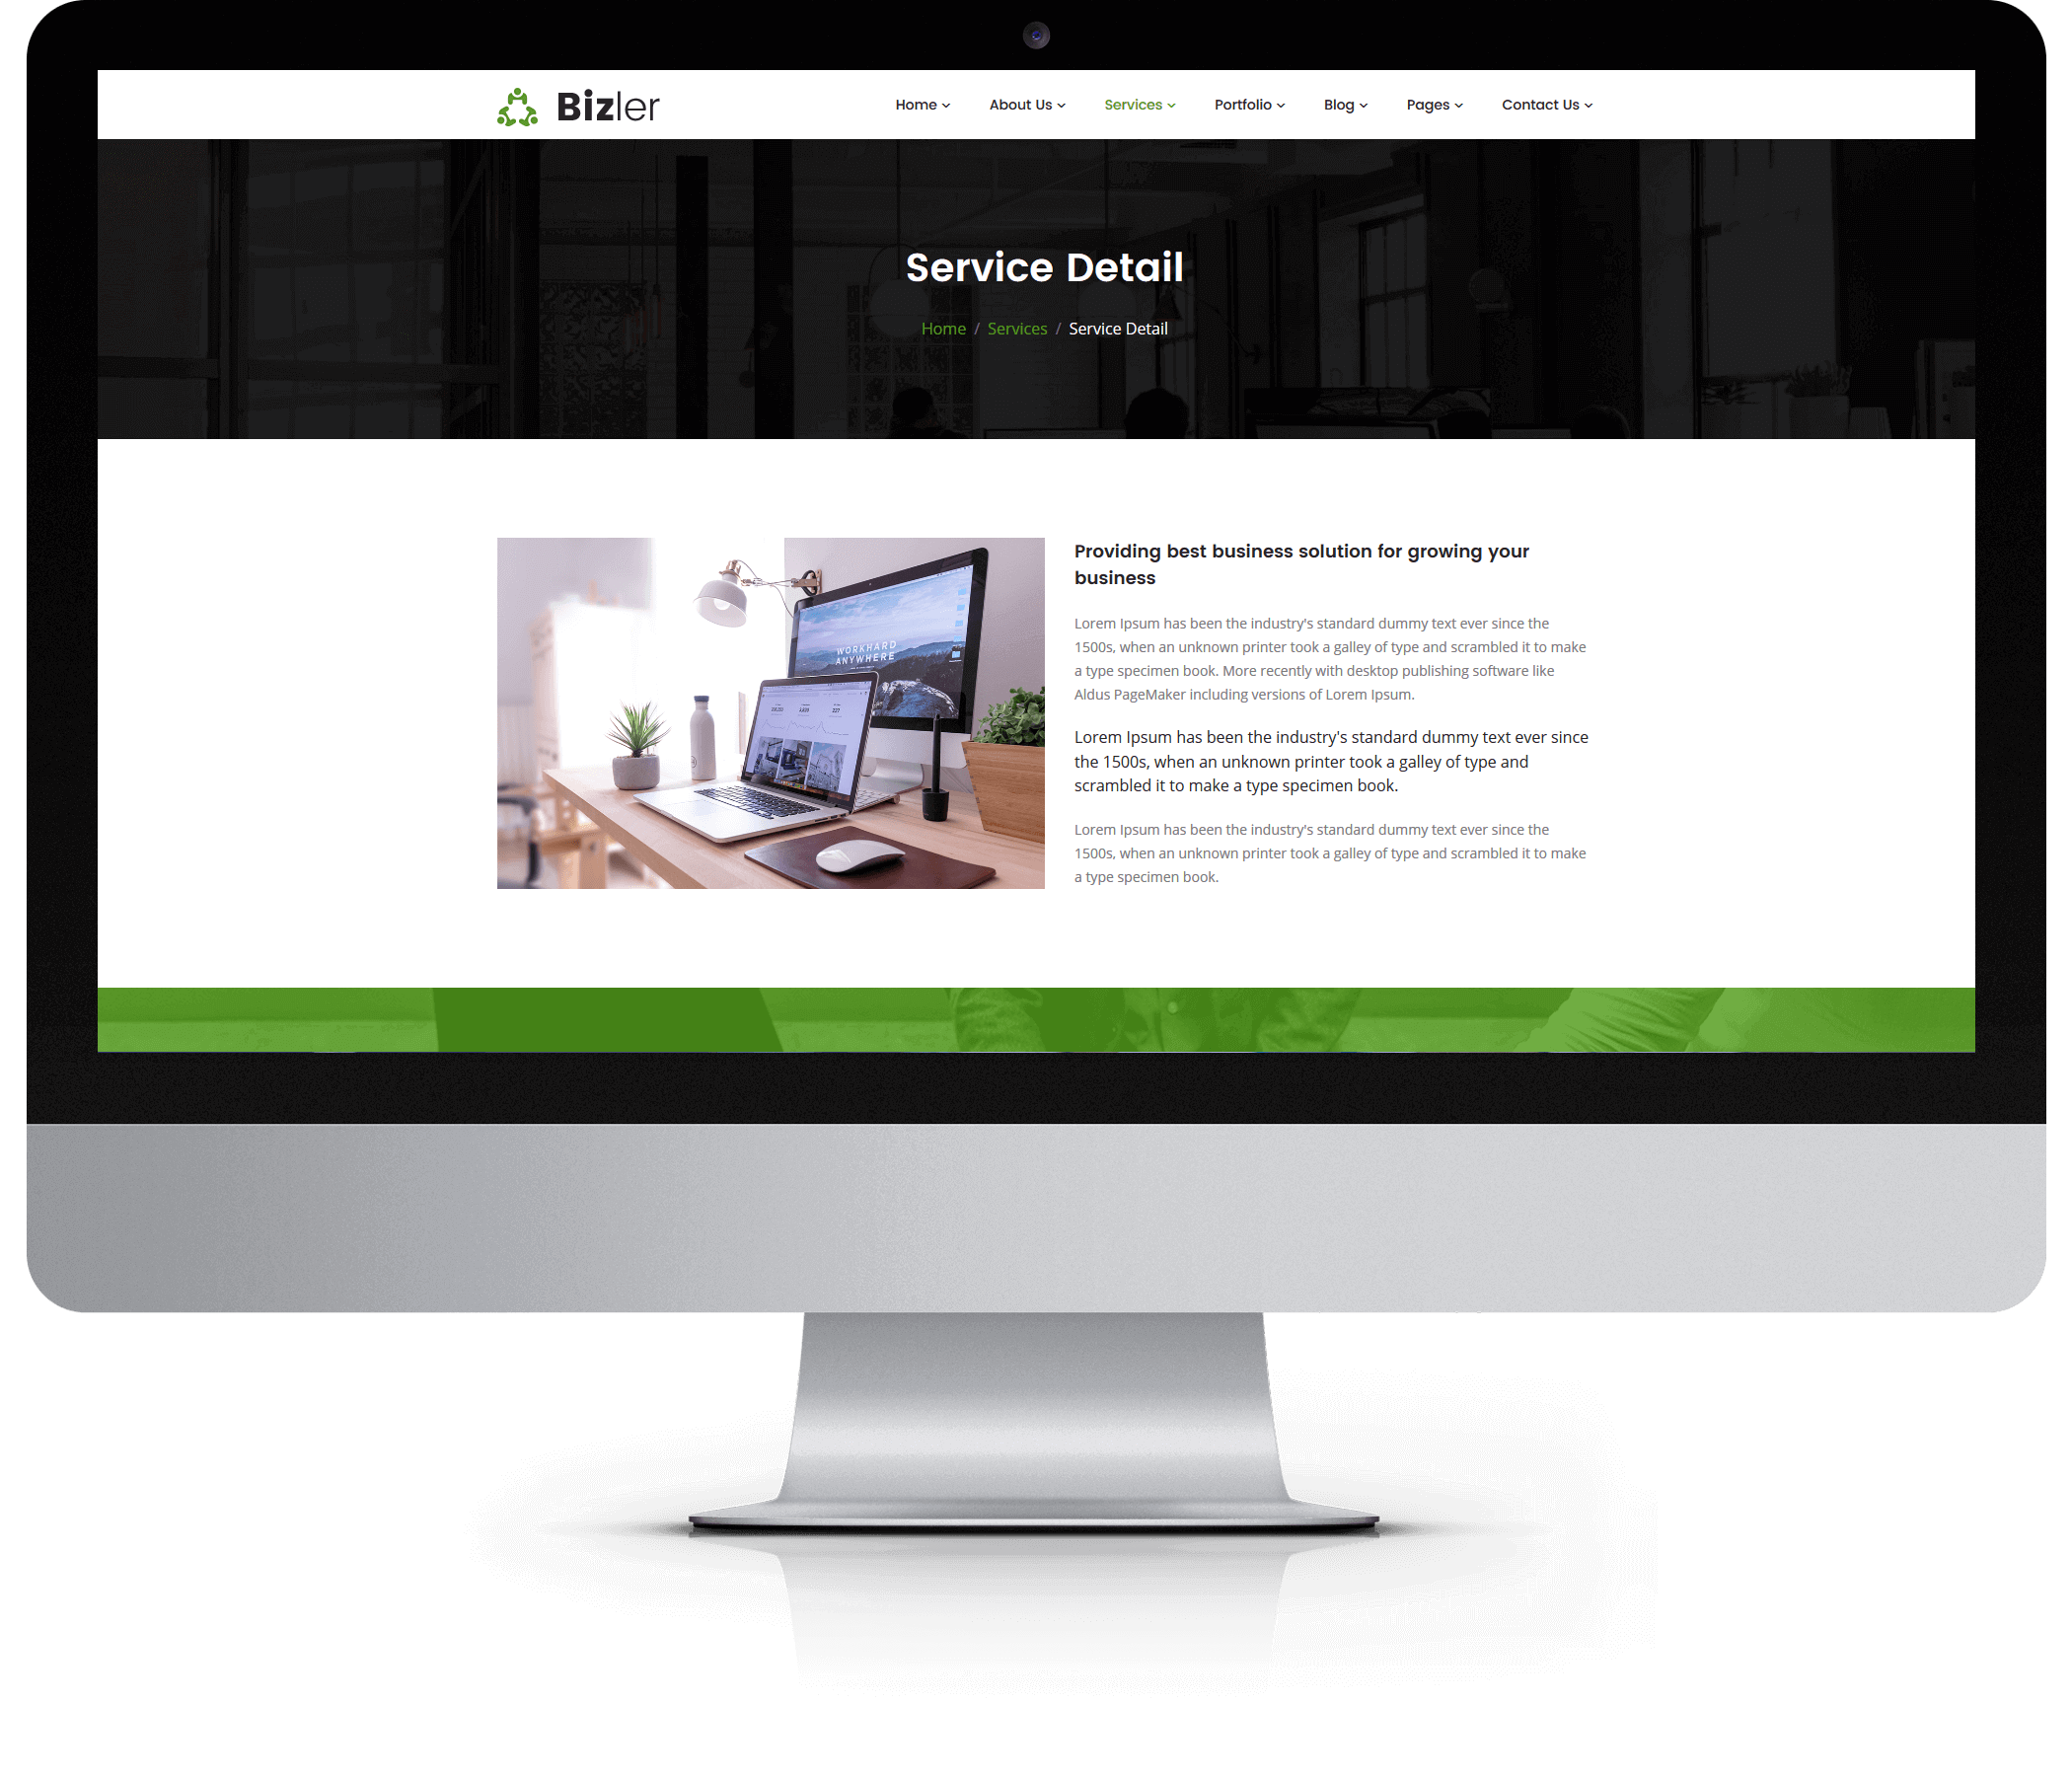 Bizler
Home About Us Services Portfolio Blog Pages Contact Us
Service Detail
Home / Services / Service Detail
WORKHARD
ANYWHERE
Providing best business solution for growing your
business
Lorem Ipsum has been the industry's standard dummy text ever since the
1500s, when an unknown printer took a galley of type and scrambled it to make
a type specimen book. More recently with desktop publishing software like
Aldus PageMaker including versions of Lorem Ipsum.
Lorem Ipsum has been the industry's standard dummy text ever since
the 1500s, when an unknown printer took a galley of type and
scrambled it to make a type specimen book.
Lorem Ipsum has been the industry's standard dummy text ever since the
1500s, when an unknown printer took a galley of type and scrambled it to make
a type specimen book.